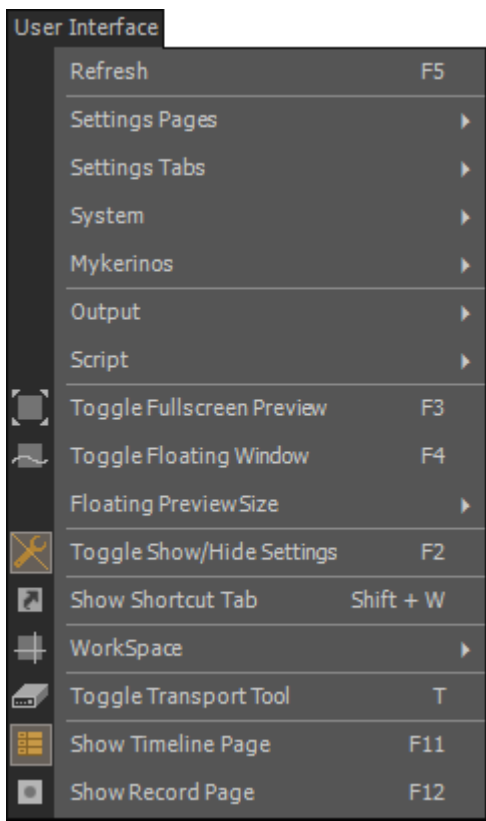 User Interface
Refresh F5
Settings Pages
Settings Tabs
System
Mykerinos
Output
Script
Toggle Fullscreen Preview F3
Toggle Floating Window F4
Floating Preview Size
Toggle Show/Hide Settings F2
Show Shortcut Tab Shift + W
WorkSpace
Toggle Transport Tool T
Show Timeline Page F11
Show Record Page F12